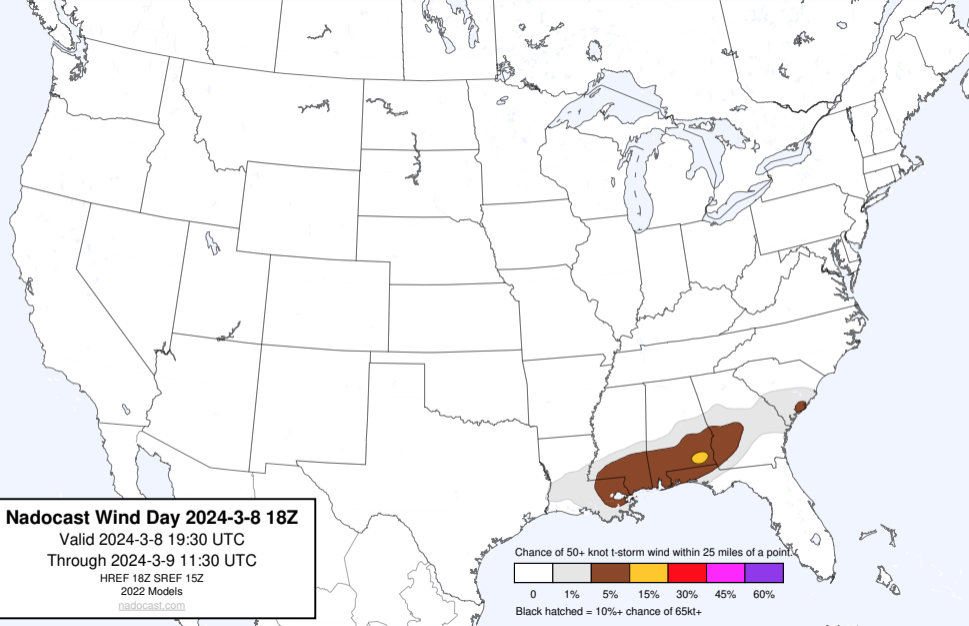 Nadocast Wind Day 2024-3-8 18Z
Valid 2024-3-8 19:30 UTC
Through 2024-3-9 11:30 UTC
HREF 18Z SREF 15Z
2022 Models
nadocast.com
Chance of 50+ knot t-storm wind within 25 miles of a point.
0 1% 5% 15% 30% 45% 60%
Black hatched = 10%+ chance of 65kt+